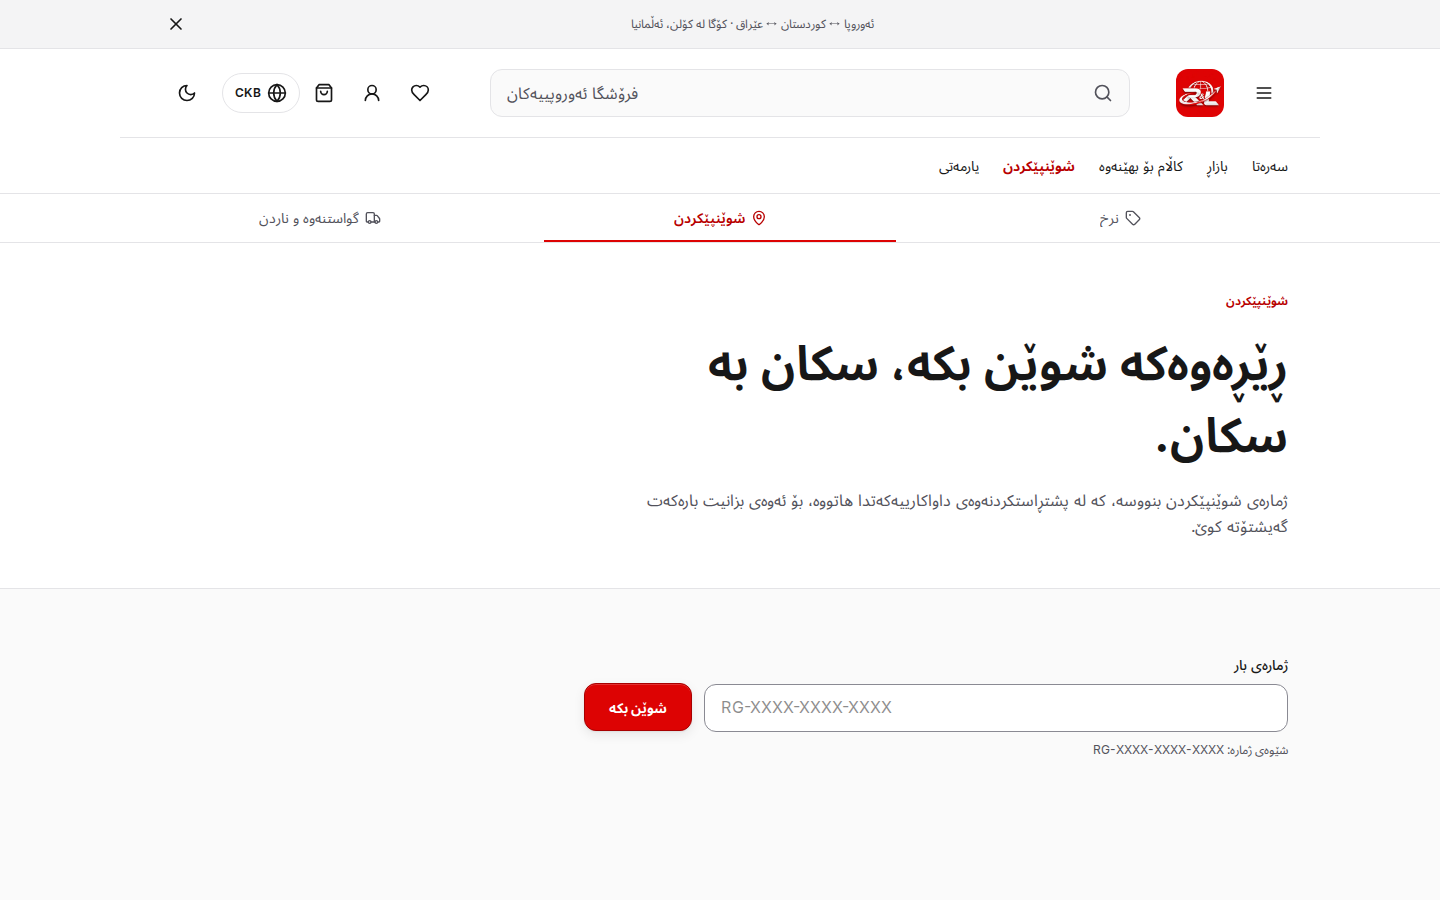 ئەوروپا ↔ کوردستان ↔ عێراق · کۆگا لە کۆلن، ئەڵمانیا
فرۆشگا ئەوروپییەکان
CKB
سەرەتا
بازاڕ
کاڵام بۆ بهێنەوە
شوێنپێکردن
یارمەتی
نرخ
شوێنپێکردن
گواستنەوە و ناردن
شوێنپێکردن
ڕێڕەوەکە شوێن بکە، سکان بە
سکان.
ژمارەی شوێنپێکردن بنووسە، کە لە پشتڕاستکردنەوەی داواکارییەکەتدا هاتووە، بۆ ئەوەی بزانیت بارەکەت
گەیشتۆتە کوێ.
ژمارەی بار
RG-XXXX-XXXX-XXXX
شوێن بکە
شێوەی ژمارە: RG-XXXX-XXXX-XXXX